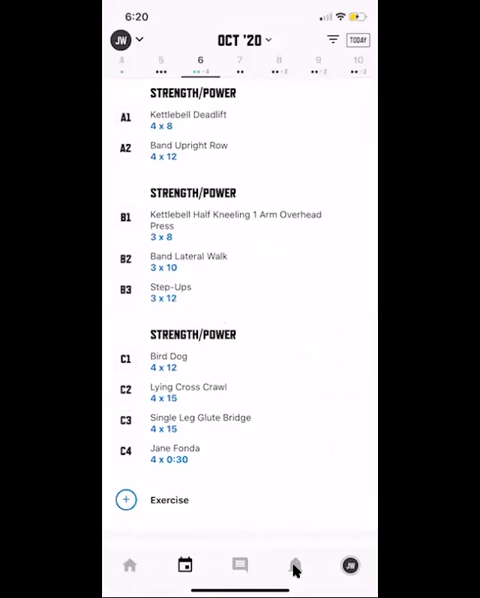 6:20
JW
OCT '20
TODAY
4 5 6 7 8 9 10
STRENGTH/POWER
A1 Kettlebell Deadlift
4 x 8
A2 Band Upright Row
4 x 12
STRENGTH/POWER
B1 Kettlebell Half Kneeling 1 Arm Overhead
Press
3 x 8
B2 Band Lateral Walk
3 x 10
B3 Step-Ups
3 x 12
STRENGTH/POWER
C1 Bird Dog
4 x 12
C2 Lying Cross Crawl
4 x 15
C3 Single Leg Glute Bridge
4 x 15
C4 Jane Fonda
4 x 0:30
+ Exercise
JW